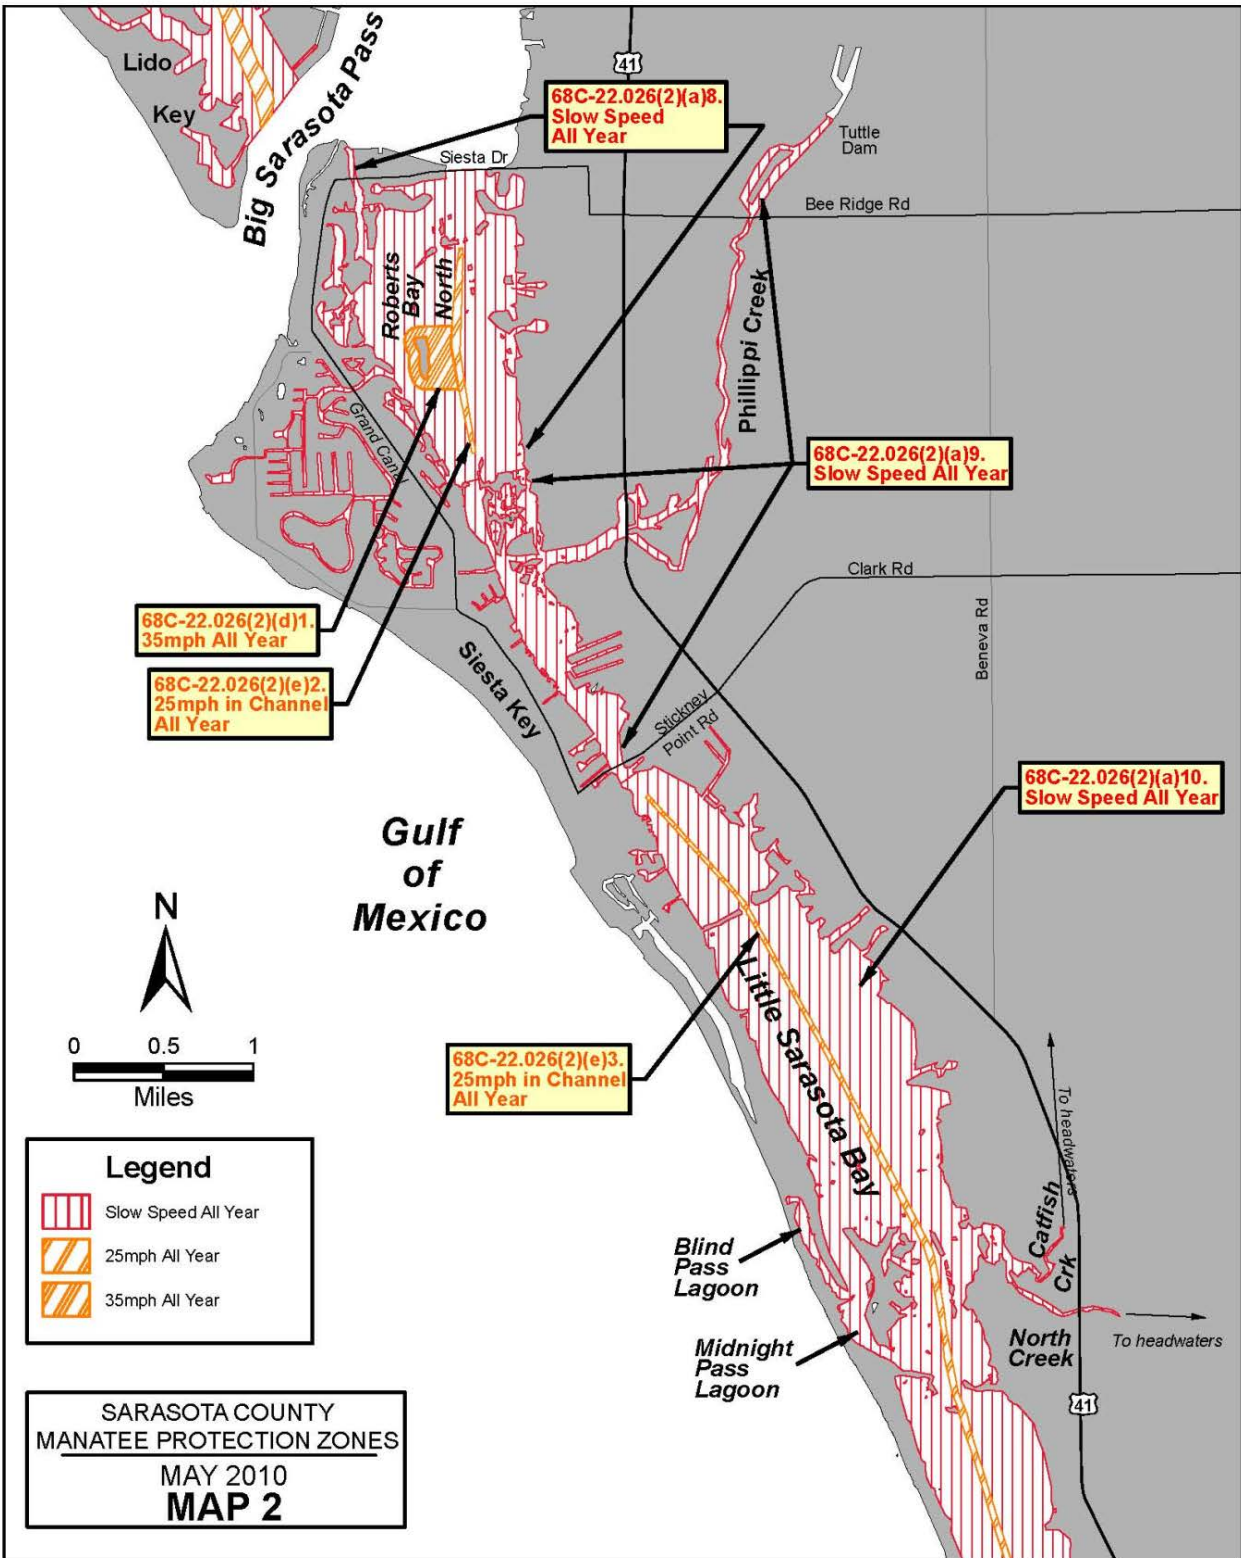 Lido
Key
Big Sarasota Pass
41
68C-22.026(2)(a)8.
Slow Speed
All Year
Tuttle
Dam
Siesta Dr
Bee Ridge Rd
Roberts
Bay
North
Phillippi Creek
Grand Canal
68C-22.026(2)(a)9.
Slow Speed All Year
Clark Rd
Beneva Rd
68C-22.026(2)(d)1.
35mph All Year
68C-22.026(2)(e)2.
25mph in Channel
All Year
Siesta Key
Stickney
Point Rd
68C-22.026(2)(a)10.
Slow Speed All Year
Gulf
of
Mexico
N
0 0.5 1
Miles
Little Sarasota Bay
68C-22.026(2)(e)3.
25mph in Channel
All Year
To headwaters
Catfish
Crk
Legend
Slow Speed All Year
25mph All Year
35mph All Year
Blind
Pass
Lagoon
Midnight
Pass
Lagoon
North
Creek
To headwaters
41
SARASOTA COUNTY
MANATEE PROTECTION ZONES
MAY 2010
MAP 2